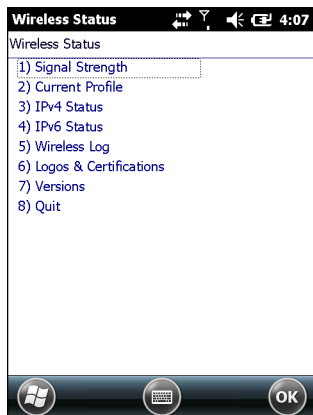 Wireless Status 4:07
Wireless Status
1) Signal Strength
2) Current Profile
3) IPv4 Status
4) IPv6 Status
5) Wireless Log
6) Logos & Certifications
7) Versions
8) Quit
OK